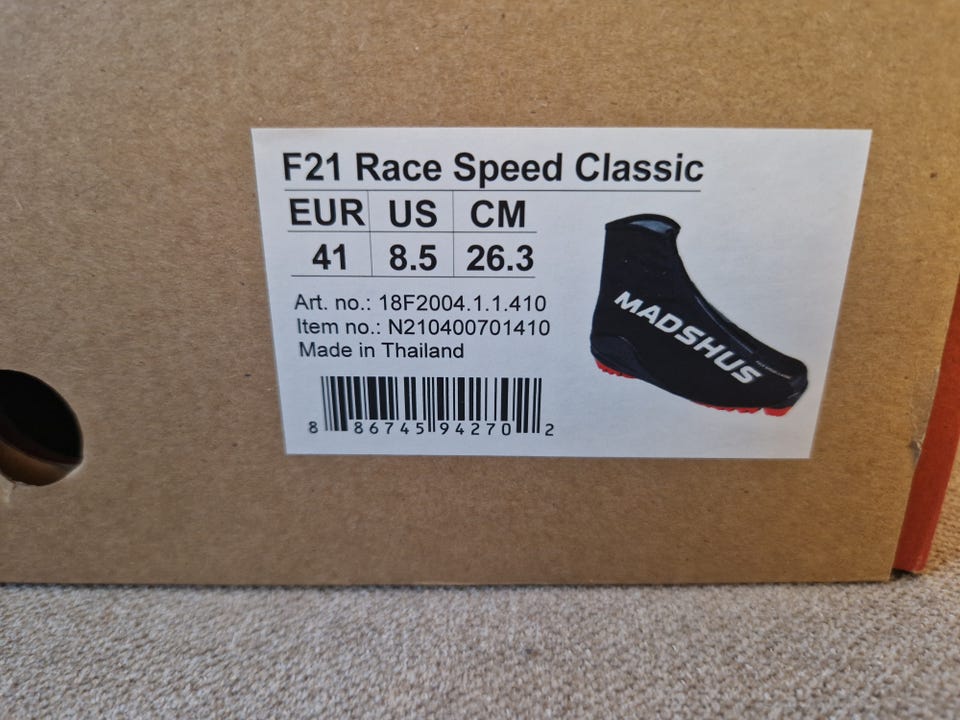 F21 Race Speed Classic
EUR US CM
41 8.5 26.3
Art. no.: 18F2004.1.1.410
Item no.: N210400701410
Made in Thailand
8 86745 94270 2
MADSHUS